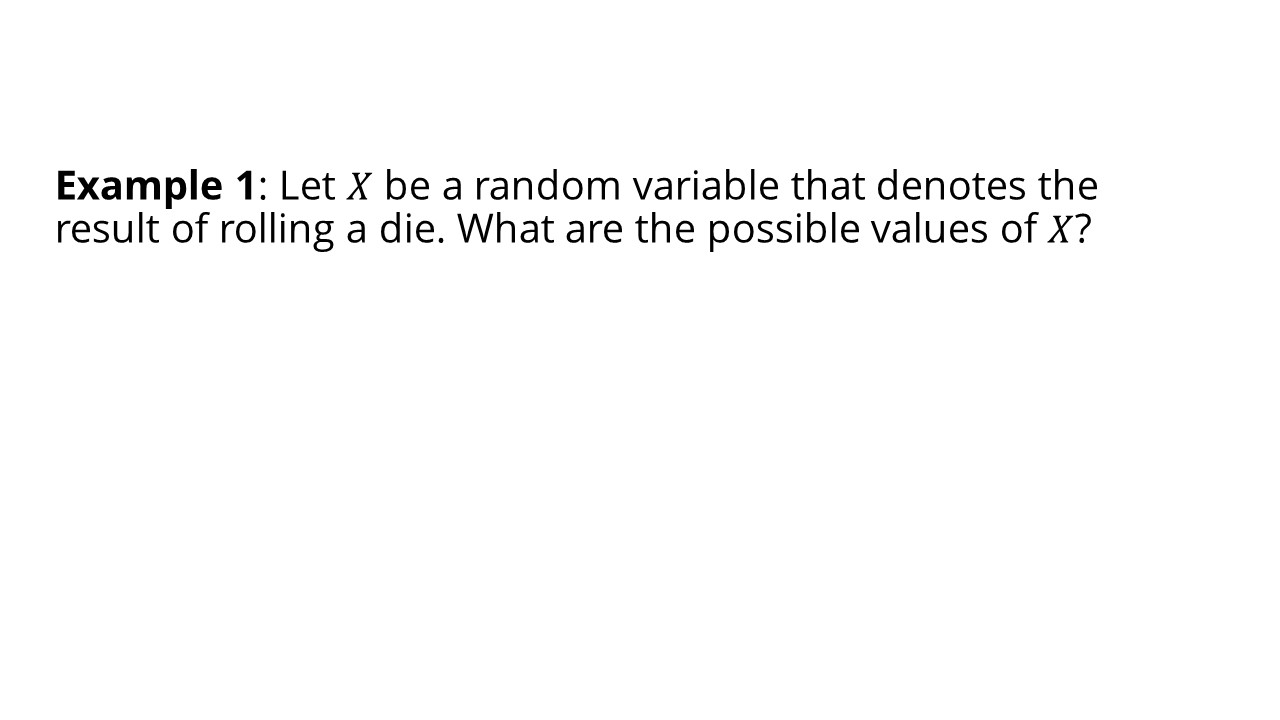 Example 1: Let X be a random variable that denotes the
result of rolling a die. What are the possible values of X?